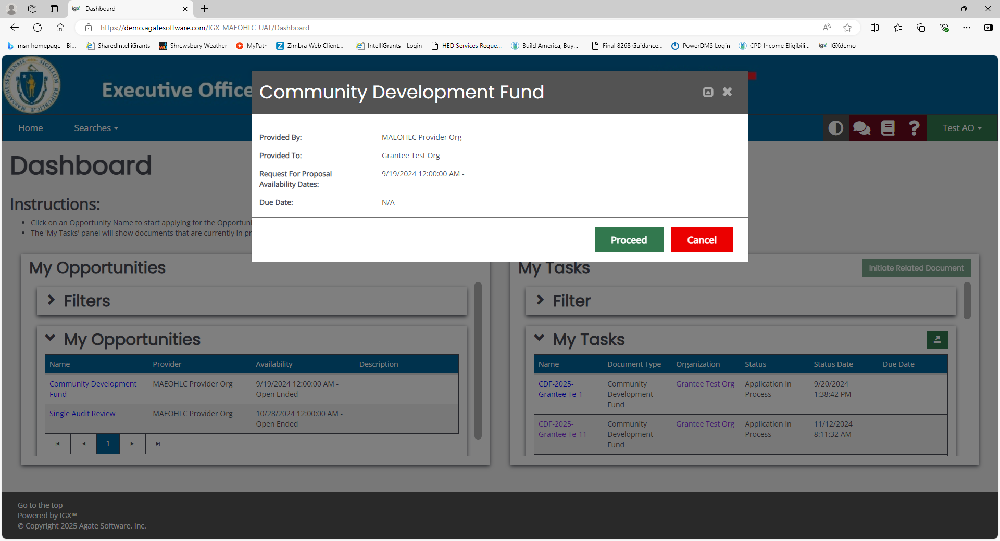 igx Dashboard
https://demo.agatesoftware.com/IGX_MAEOHLC_UAT/Dashboard
msn homepage - Bi... SharedIntelliGrants Shrewsbury Weather MyPath Zimbra Web Client... IntelliGrants - Login HED Services Reque... Build America, Buy... Final 8268 Guidance... PowerDMS Login CPD Income Eligibili... igx IGXdemo
Executive Office
Home Searches
Test AO
Community Development Fund
Provided By: MAEOHLC Provider Org
Provided To: Grantee Test Org
Request For Proposal 9/19/2024 12:00:00 AM -
Availability Dates:
Due Date: N/A
Proceed Cancel
Dashboard
Instructions:
Click on an Opportunity Name to start applying for the Opportuni
The 'My Tasks' panel will show documents that are currently in pr
My Opportunities
Filters
My Opportunities
Name Provider Availability Description
Community Development MAEOHLC Provider Org 9/19/2024 12:00:00 AM -
Fund Open Ended
Single Audit Review MAEOHLC Provider Org 10/28/2024 12:00:00 AM -
Open Ended
1
My Tasks Initiate Related Document
Filter
My Tasks
Name Document Type Organization Status Status Date Due Date
CDF-2025- Community Grantee Test Org Application In 9/20/2024
Grantee Te-1 Development Process 1:38:42 PM
Fund
CDF-2025- Community Grantee Test Org Application In 11/12/2024
Grantee Te-11 Development Process 8:11:32 AM
Fund
Go to the top
Powered by IGX™
© Copyright 2025 Agate Software, Inc.